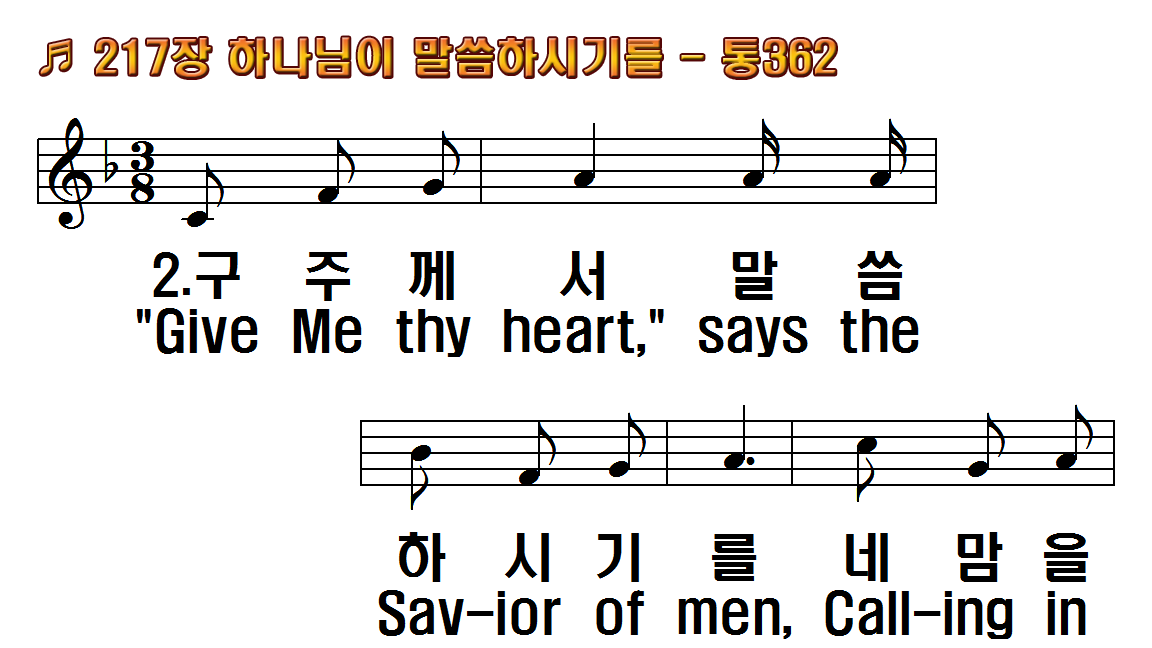 ♬ 217장 하나님이 말씀하시기를 - 통362
2.구 주 께 서 말 씀
"Give Me thy heart," says the
하 시 기 를 네 맘 을
Sav-ior of men, Call-ing in